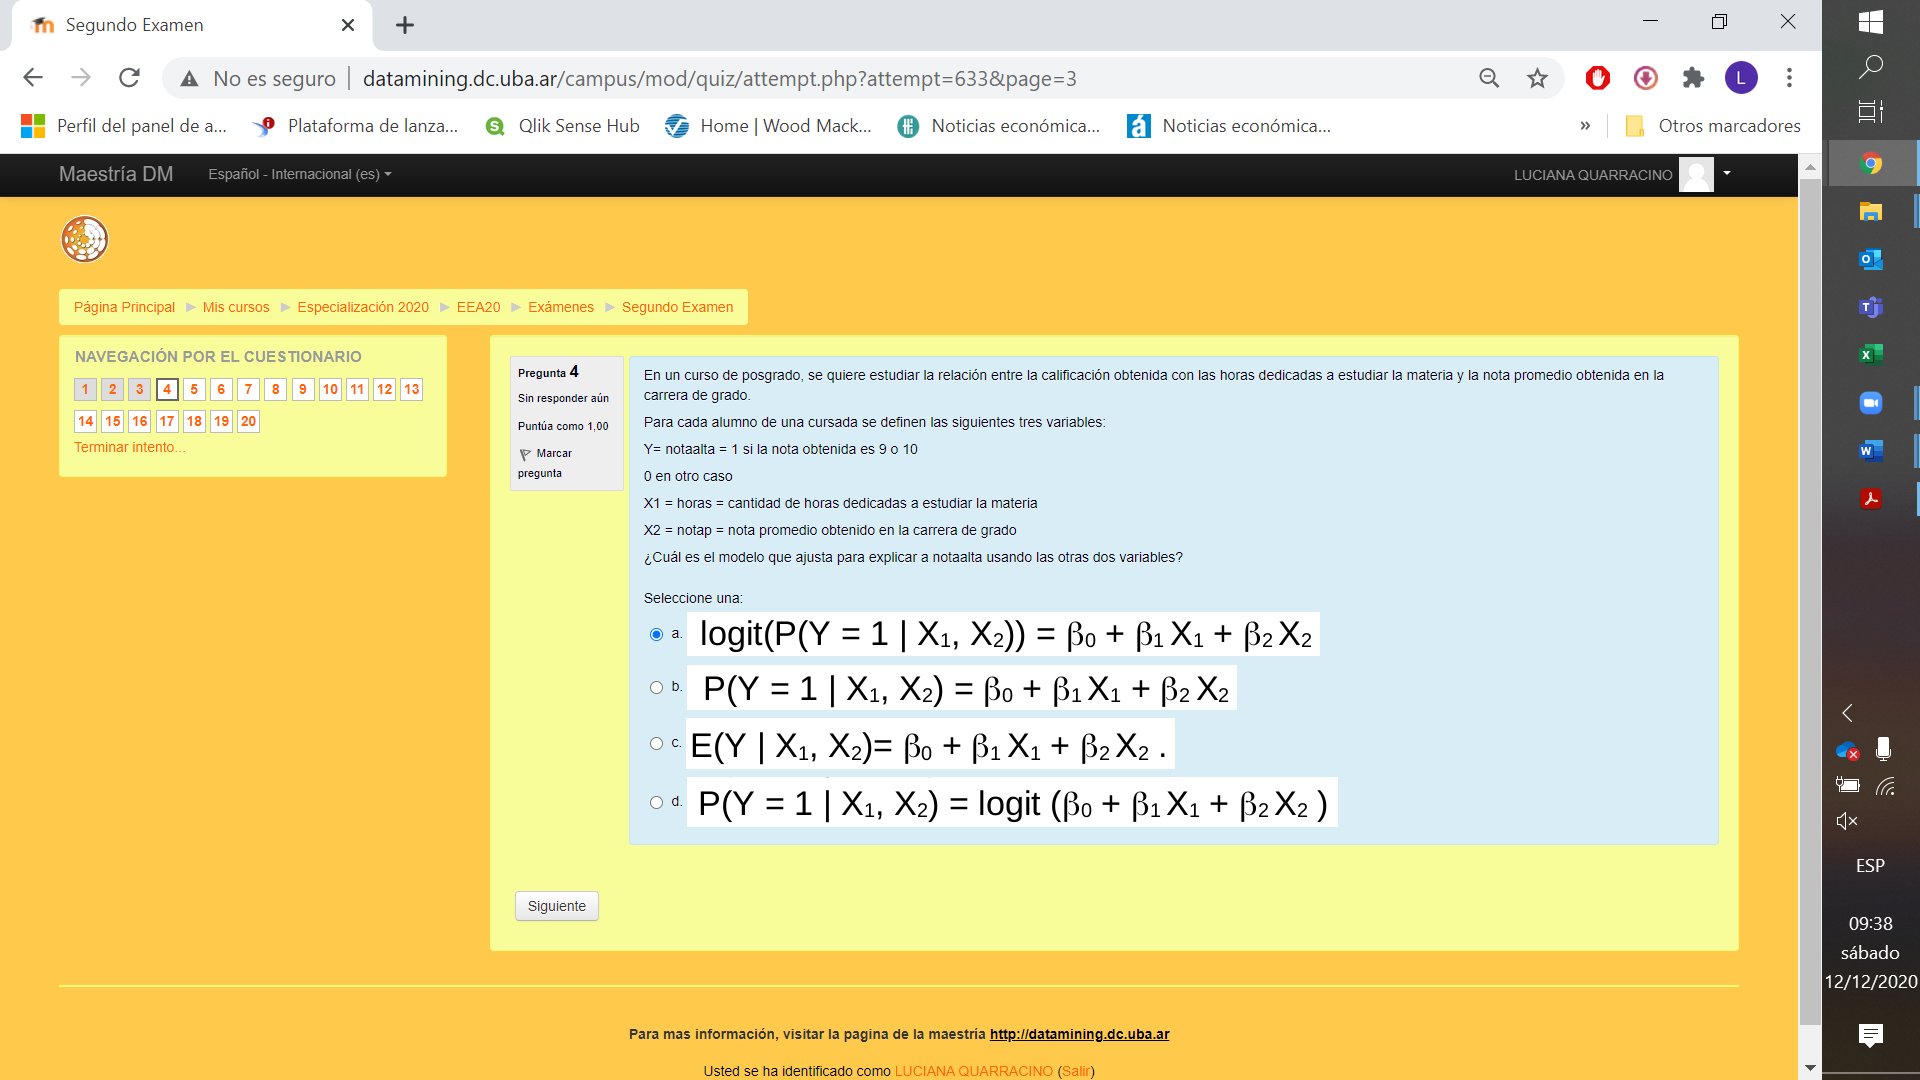 Segundo Examen
No es seguro
datamining.dc.uba.ar/campus/mod/quiz/attempt.php?attempt=633&page=3
L
Perfil del panel de a...
Plataforma de lanza...
Qlik Sense Hub
Home | Wood Mack...
Noticias económica...
Noticias económica...
»
Otros marcadores
Maestría DM
Español - Internacional (es)
LUCIANA QUARRACINO
Página Principal ► Mis cursos ► Especialización 2020 ► EEA20 ► Exámenes ► Segundo Examen
NAVEGACIÓN POR EL CUESTIONARIO
1 2 3 4 5 6 7 8 9 10 11 12 13
14 15 16 17 18 19 20
Terminar intento...
Pregunta 4
Sin responder aún
Puntúa como 1,00
Marcar
pregunta
En un curso de posgrado, se quiere estudiar la relación entre la calificación obtenida con las horas dedicadas a estudiar la materia y la nota promedio obtenida en la
carrera de grado.
Para cada alumno de una cursada se definen las siguientes tres variables:
Y= notaalta = 1 si la nota obtenida es 9 o 10
0 en otro caso
X1 = horas = cantidad de horas dedicadas a estudiar la materia
X2 = notap = nota promedio obtenido en la carrera de grado
¿Cuál es el modelo que ajusta para explicar a notaalta usando las otras dos variables?
Seleccione una:
a. logit(P(Y = 1 | X₁, X₂)) = β₀ + β₁ X₁ + β₂ X₂
b. P(Y = 1 | X₁, X₂) = β₀ + β₁ X₁ + β₂ X₂
c. E(Y | X₁, X₂)= β₀ + β₁ X₁ + β₂ X₂ .
d. P(Y = 1 | X₁, X₂) = logit (β₀ + β₁ X₁ + β₂ X₂ )
Siguiente
Para mas información, visitar la pagina de la maestría http://datamining.dc.uba.ar
Usted se ha identificado como LUCIANA QUARRACINO (Salir)
ESP
09:38
sábado
12/12/2020